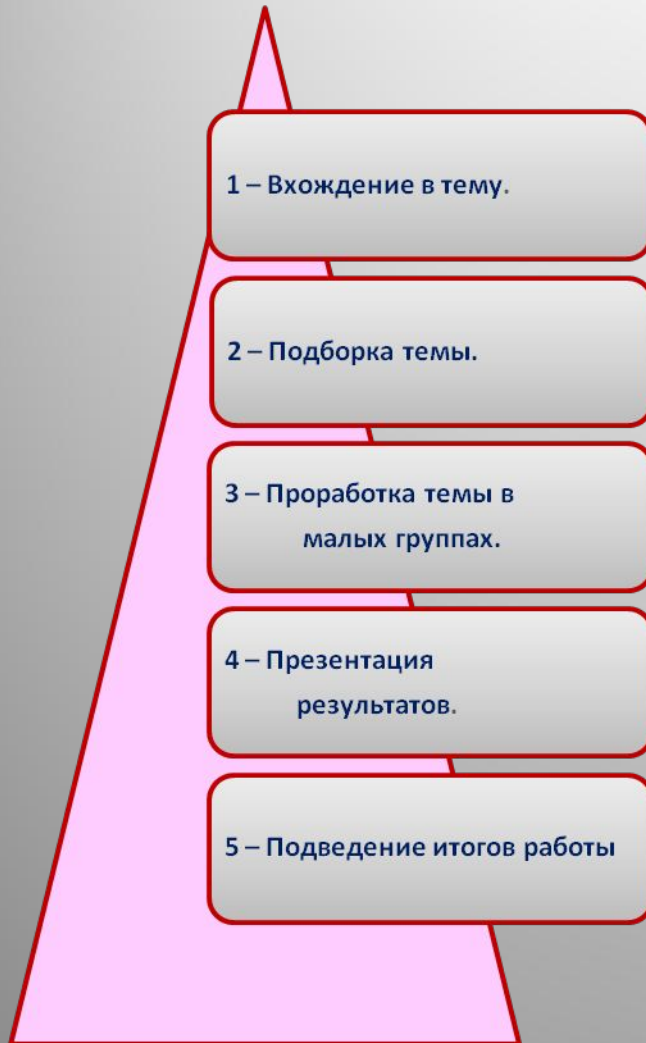 1 – Вхождение в тему.
2 – Подборка темы.
3 – Проработка темы в
малых группах.
4 – Презентация
результатов.
5 – Подведение итогов работы